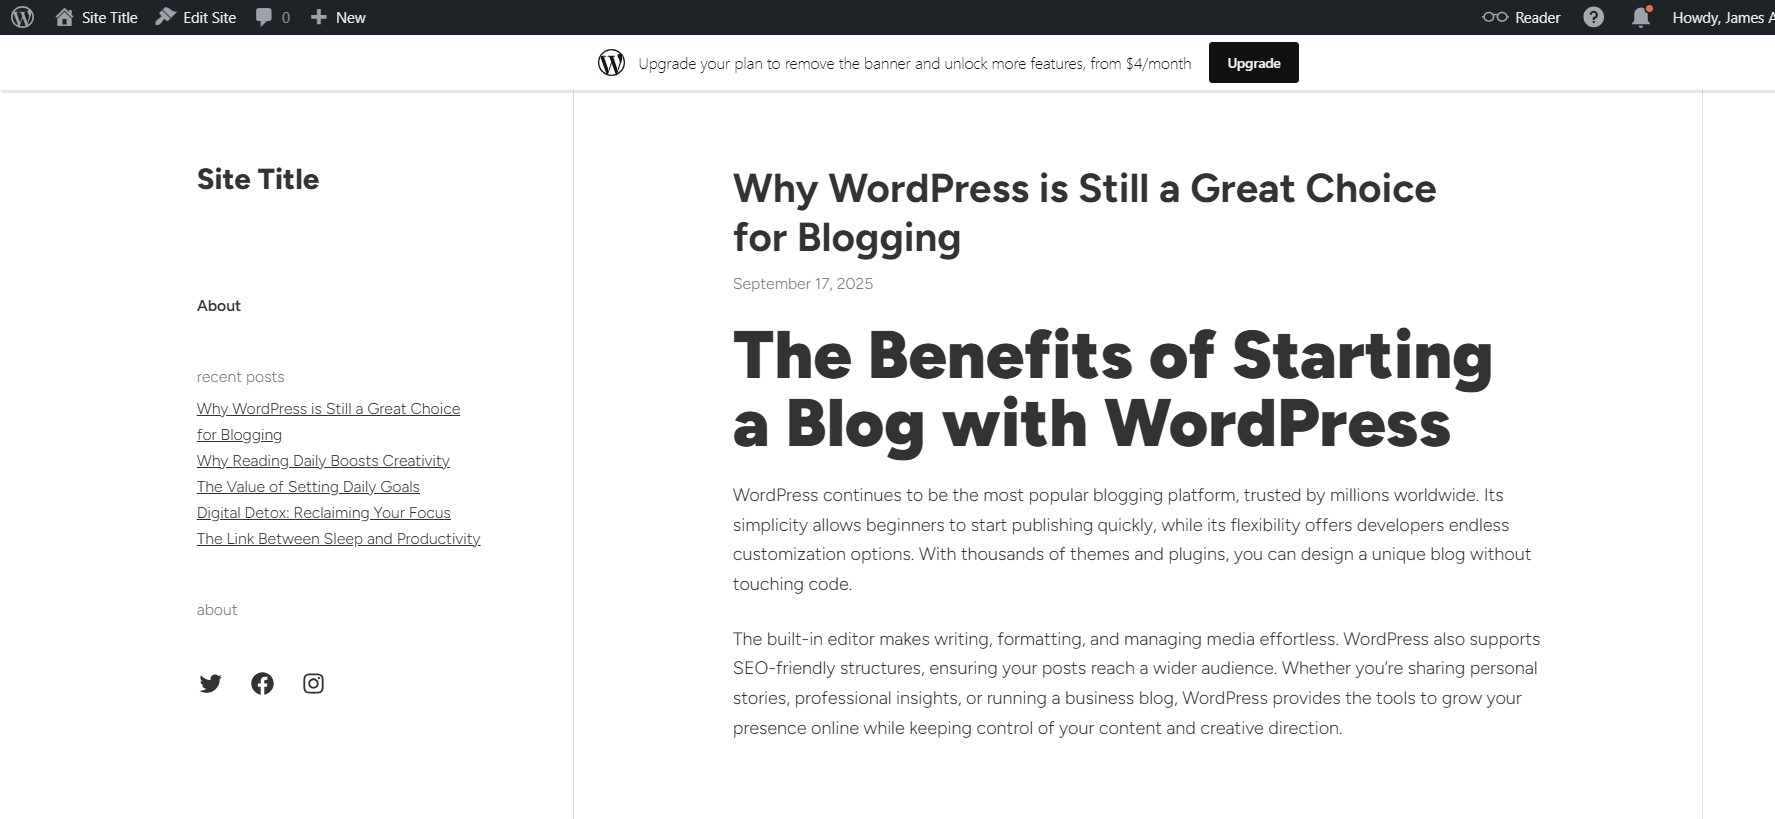 Site Title
Edit Site
0
New
Reader
Howdy, James A
Upgrade your plan to remove the banner and unlock more features, from $4/month
Upgrade
Site Title
About
recent posts
Why WordPress is Still a Great Choice
for Blogging
Why Reading Daily Boosts Creativity
The Value of Setting Daily Goals
Digital Detox: Reclaiming Your Focus
The Link Between Sleep and Productivity
about
Why WordPress is Still a Great Choice
for Blogging
September 17, 2025
The Benefits of Starting
a Blog with WordPress
WordPress continues to be the most popular blogging platform, trusted by millions worldwide. Its
simplicity allows beginners to start publishing quickly, while its flexibility offers developers endless
customization options. With thousands of themes and plugins, you can design a unique blog without
touching code.
The built-in editor makes writing, formatting, and managing media effortless. WordPress also supports
SEO-friendly structures, ensuring your posts reach a wider audience. Whether you’re sharing personal
stories, professional insights, or running a business blog, WordPress provides the tools to grow your
presence online while keeping control of your content and creative direction.